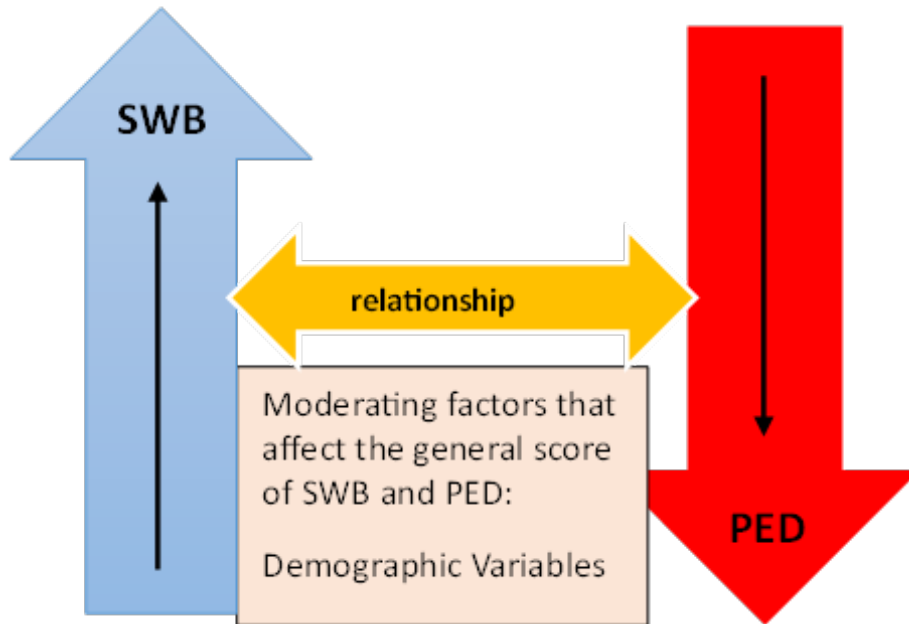 SWB
relationship
Moderating factors that
affect the general score
of SWB and PED:
Demographic Variables
PED